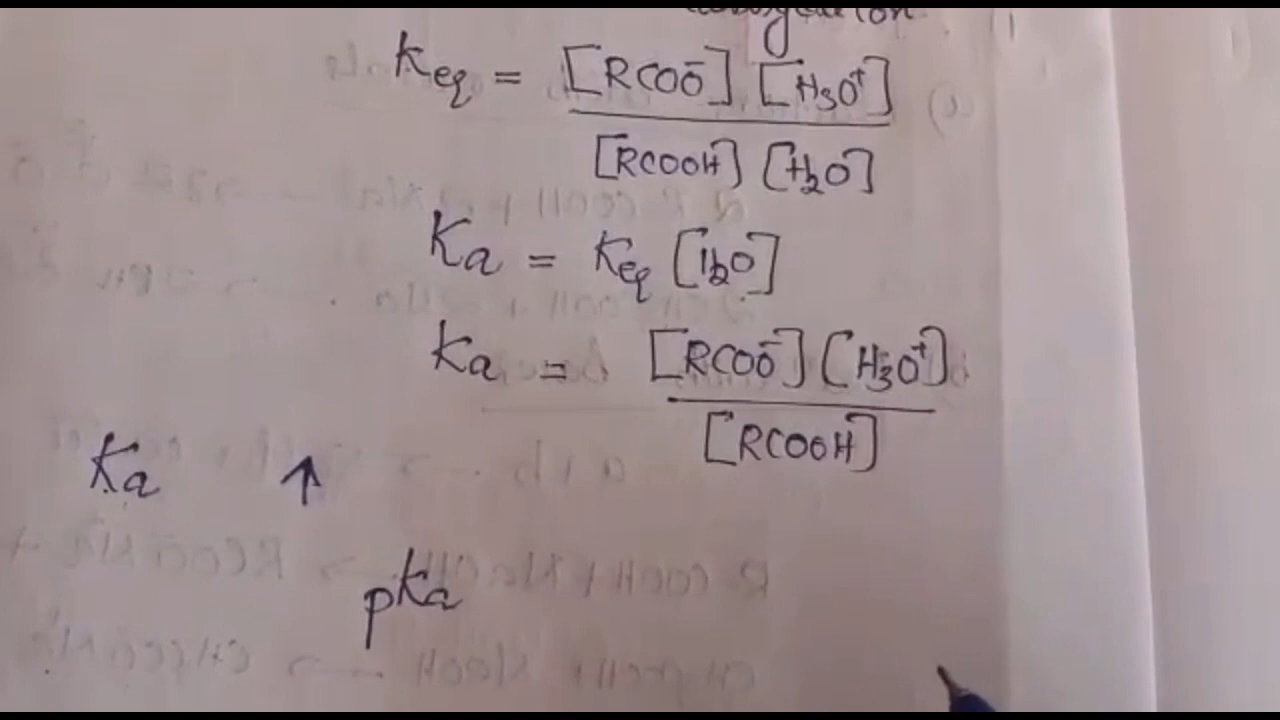 Keq = [RCOO⁻] [H₃O⁺]
[RCOOH] [H₂O]
Ka = Keq [H₂O]
Ka = [RCOO⁻] [H₃O⁺]
[RCOOH]
Ka ↑
pKa